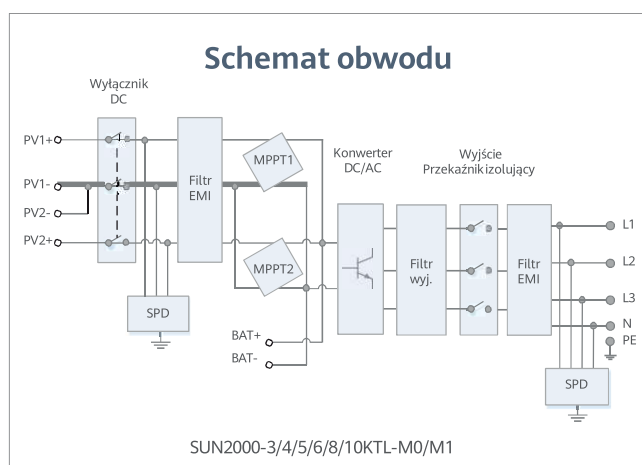 Schemat obwodu
Wyłącznik
DC
PV1+
PV1-
PV2-
PV2+
Filtr
EMI
MPPT1
MPPT2
SPD
BAT+
BAT-
Konwerter
DC/AC
Filtr
wyj.
Wyjście
Przekaźnik izolujący
Filtr
EMI
L1
L2
L3
N
PE
SPD
SUN2000-3/4/5/6/8/10KTL-M0/M1